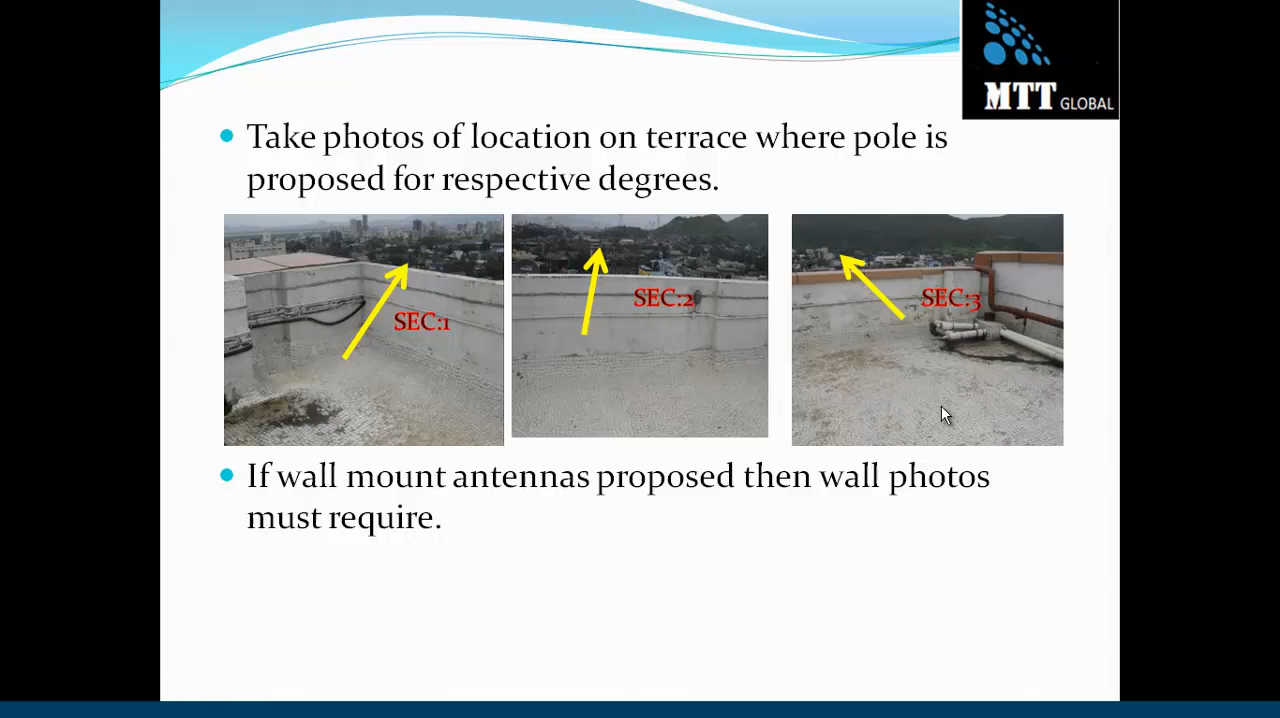 MTT GLOBAL
Take photos of location on terrace where pole is
proposed for respective degrees.
SEC:1
SEC:2
SEC:3
If wall mount antennas proposed then wall photos
must require.